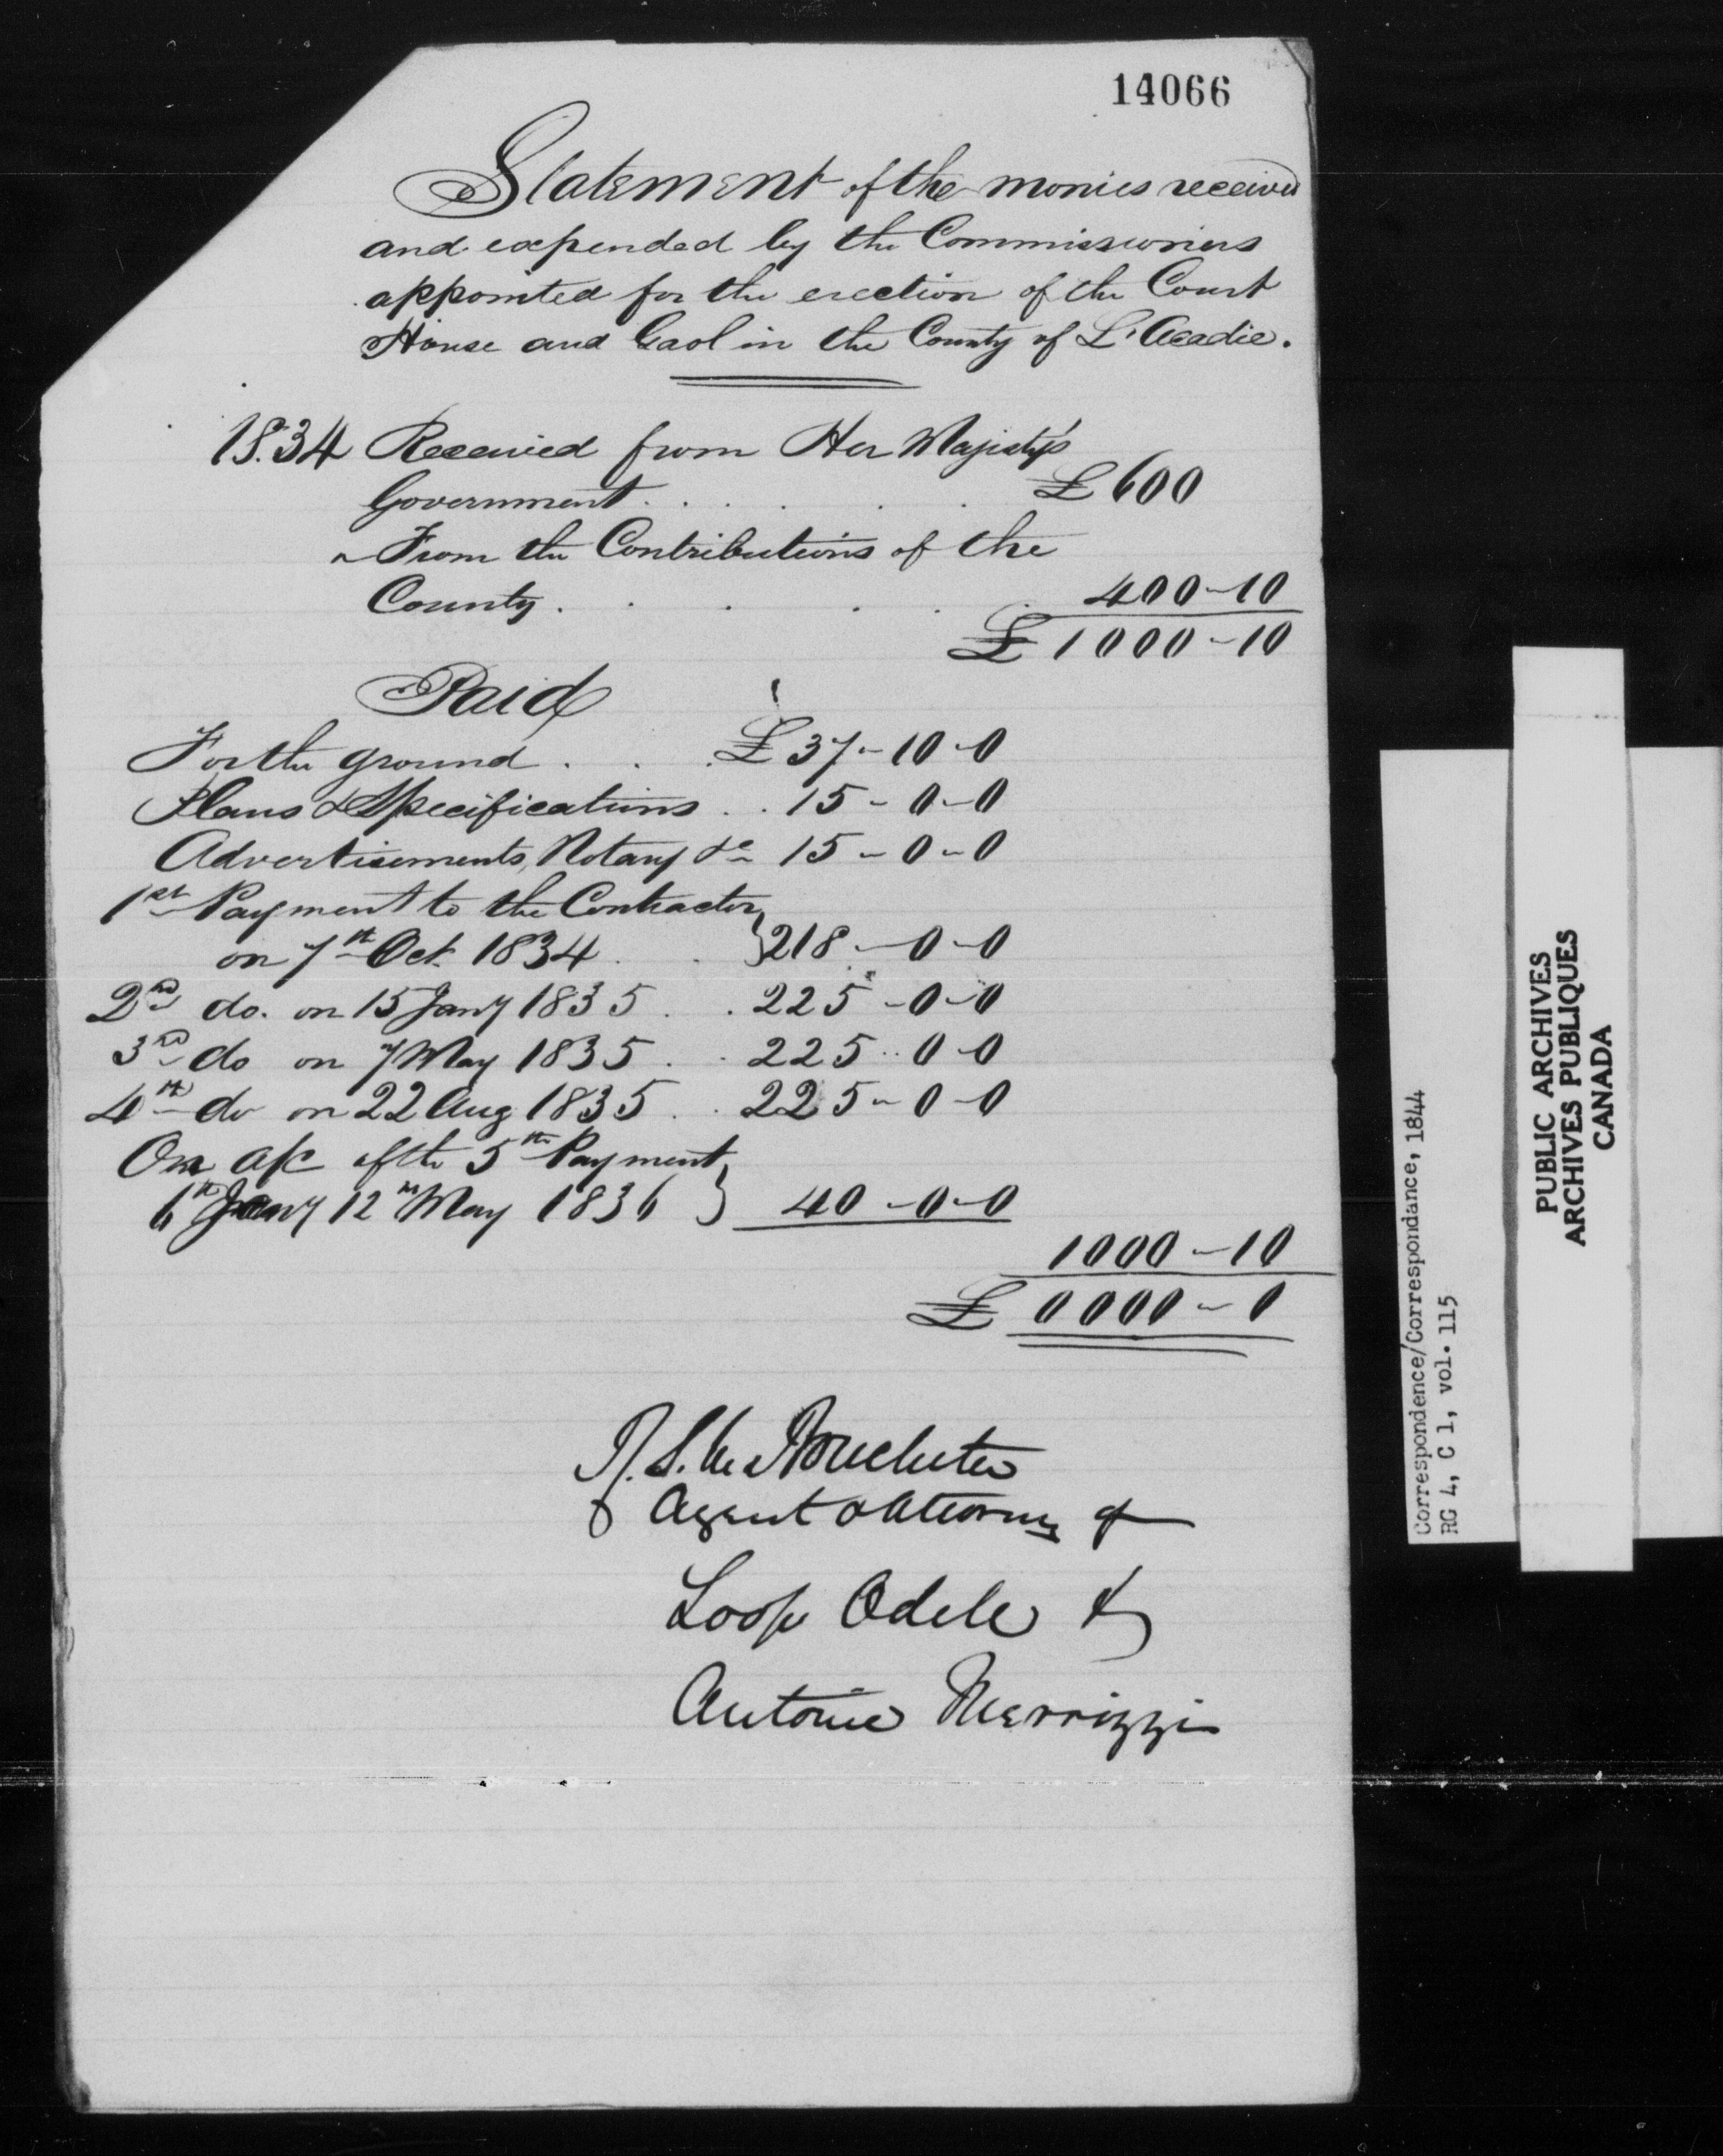 14066
Statement of the monies received
and expended by the Commissioners
appointed for the erection of the Court
House and Gaol in the County of L'Acadie.
1834 Received from Her Majesty's
Government . . . . . £600
" From the Contributions of the
County . . . . . 400-10
£1000-10
Paid
For the ground . . . £37-10-0
Plans & Specifications . . 15-0-0
Advertisements, Notary &c 15-0-0
1st Payment to the Contractor
on 7th Oct 1834 . . } 218-0-0
2nd do. on 15 Jany 1835 . . 225-0-0
3rd do on 7 May 1835 . . 225-0-0
4th do on 22 Aug 1835 . . 225-0-0
On a/c of the 5th Payment
6th Jany 12th May 1836 } 40-0-0
1000-10
£0000-0
Agent & Attorney of
Loop Odell &
Antoine Merrizzi
Correspondence/Correspondance, 1844
RG 4, C 1, vol. 115
PUBLIC ARCHIVES
ARCHIVES PUBLIQUES
CANADA